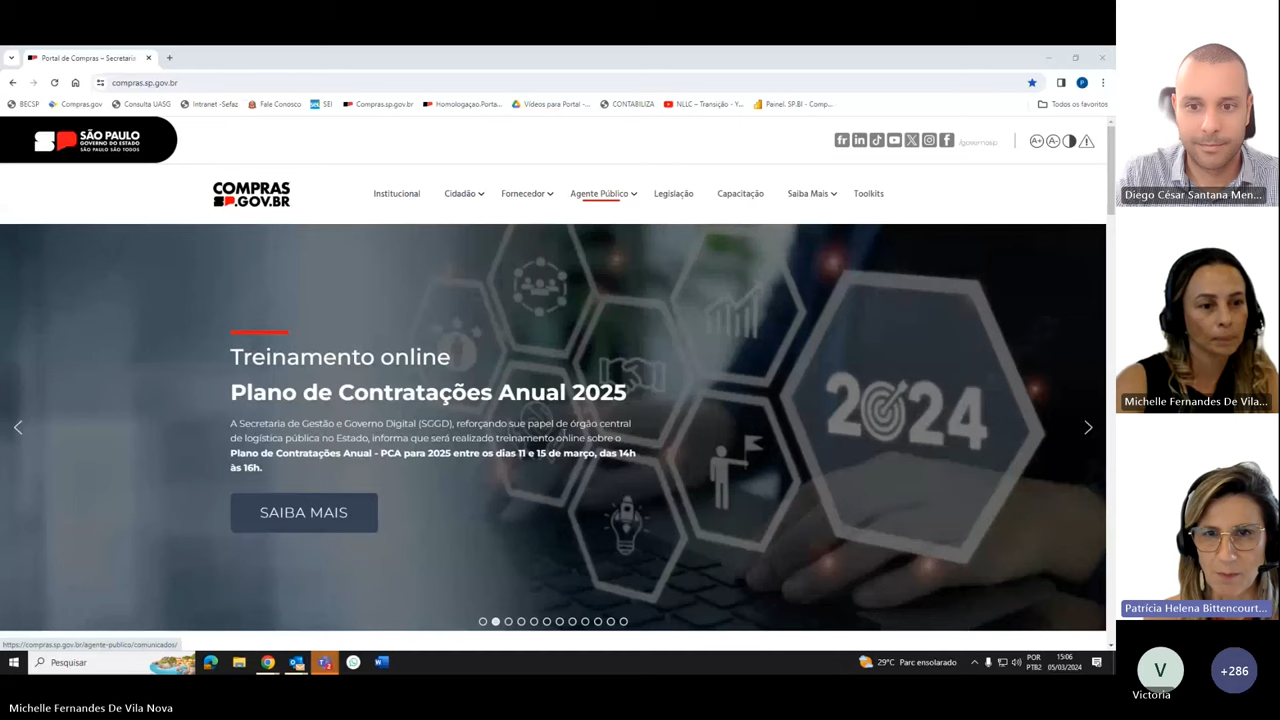 Portal de Compras – Secretaria
compras.sp.gov.br
P
BECSP
Compras.gov
Consulta UASG
Intranet -Sefaz
Fale Conosco
SEI
Compras.sp.gov.br
Homologaçao.Porta...
Vídeos para Portal -...
CONTABILIZA
NLLC – Transição - Y...
Painel, SP.BI - Comp...
Todos os favoritos
SÃO PAULO
GOVERNO DO ESTADO
SÃO PAULO SÃO TODOS
/governosp
A+ A-
COMPRAS
SP.GOV.BR
Institucional
Cidadão
Fornecedor
Agente Público
Legislação
Capacitação
Saiba Mais
Toolkits
Treinamento online
Plano de Contratações Anual 2025
A Secretaria de Gestão e Governo Digital (SGGD), reforçando sue papel de órgão central
de logística pública no Estado, informa que será realizado treinamento online sobre o
Plano de Contratações Anual - PCA para 2025 entre os dias 11 e 15 de março, das 14h
às 16h.
SAIBA MAIS
2024
https://compras.sp.gov.br/agente-publico/comunicados/
Pesquisar
29°C Parc ensolarado
POR
PTB2
15:06
05/03/2024
Diego César Santana Men...
Michelle Fernandes De Vila...
Patrícia Helena Bittencourt...
V
Victoria
+286
Michelle Fernandes De Vila Nova